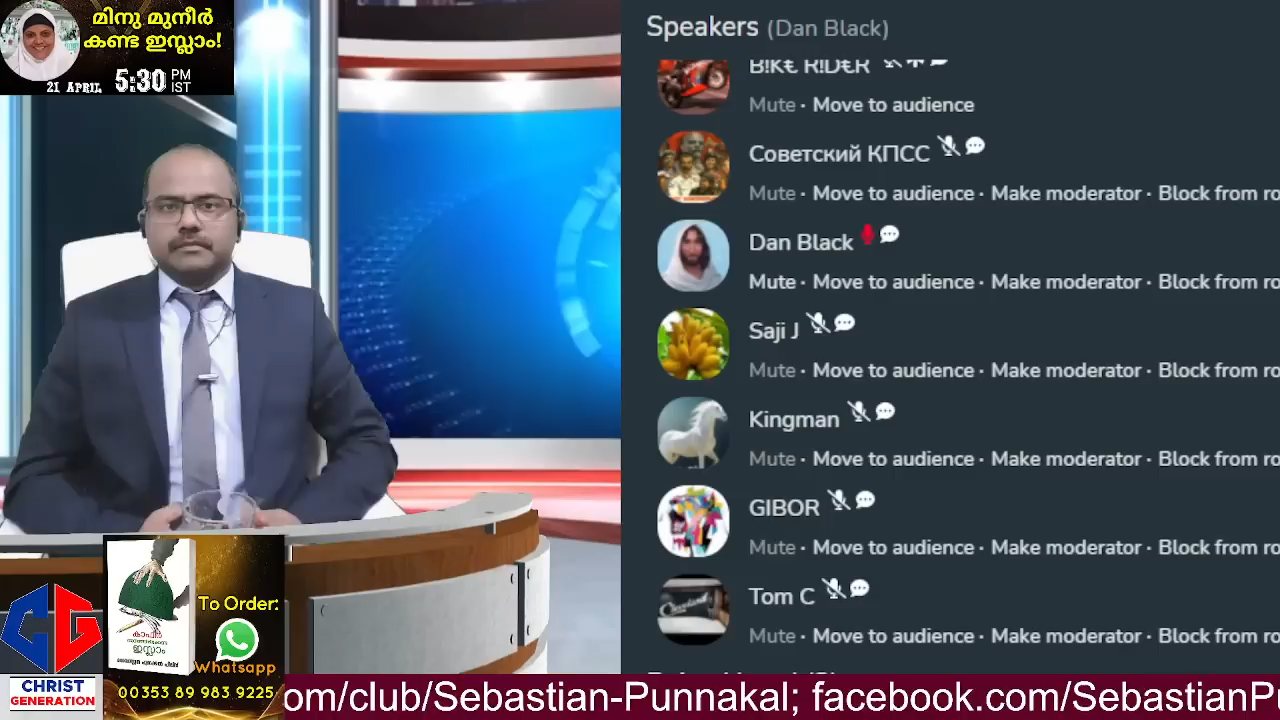 മിനു മുനീർ
കണ്ട ഇസ്ലാം!
21 APRIL 5:30 PM IST
Speakers (Dan Black)
B!K€ R!D€R
Mute · Move to audience
Советский КПСС
Mute · Move to audience · Make moderator · Block from ro
Dan Black
Mute · Move to audience · Make moderator · Block from ro
Saji J
Mute · Move to audience · Make moderator · Block from ro
Kingman
Mute · Move to audience · Make moderator · Block from ro
GIBOR
Mute · Move to audience · Make moderator · Block from ro
Tom C
Mute · Move to audience · Make moderator · Block from ro
കാഫിർ
ഇസ്ലാം
To Order:
Whatsapp
00353 89 983 9225
CG
CHRIST
GENERATION
om/club/Sebastian-Punnakal; facebook.com/SebastianPu